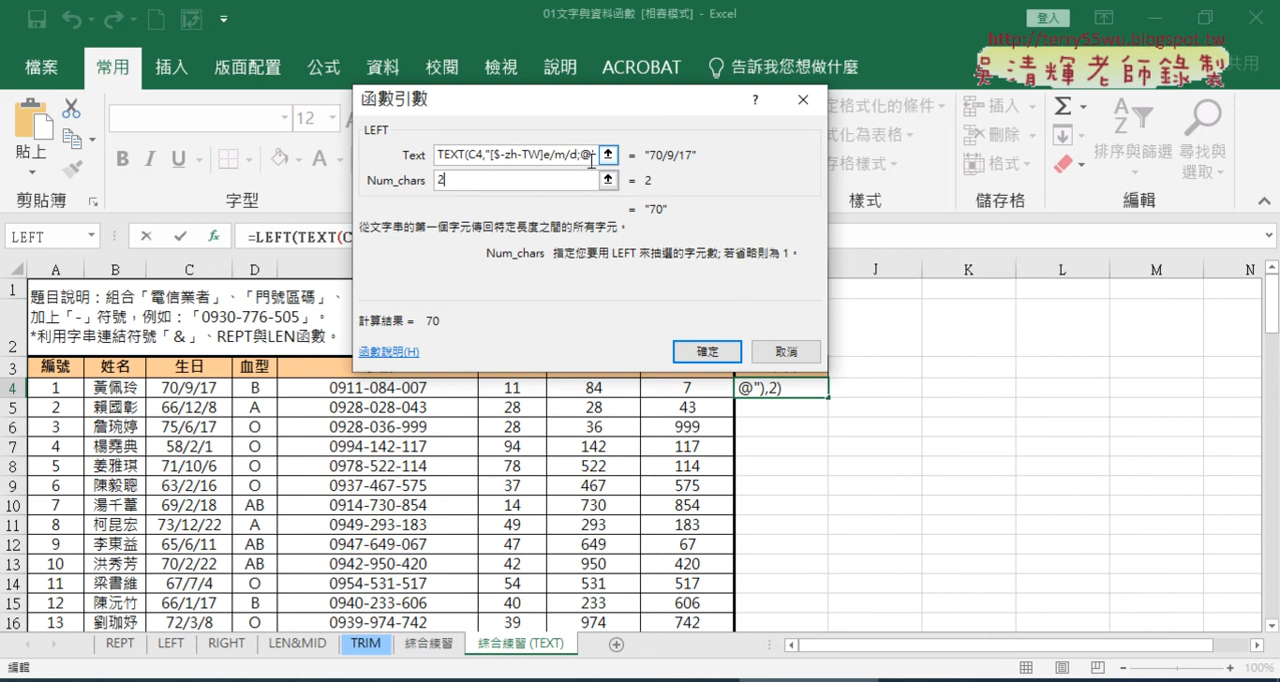 01文字與資料函數 [相容模式] - Excel
登入
http://terry55wu.blogspot.tw
吳清輝老師錄製
檔案 常用 插入 版面配置 公式 資料 校閱 檢視 說明 ACROBAT 告訴我您想做什麼 共用
貼上
12
B I U A
剪貼簿 字型 樣式 儲存格 編輯
定格式化的條件
式化為表格
存格樣式
插入
刪除
格式
排序與篩選 尋找與選取
函數引數
? ×
LEFT
Text TEXT(C4,"[$-zh-TW]e/m/d;@ = "70/9/17"
Num_chars 2 = 2
= "70"
從文字串的第一個字元傳回特定長度之間的所有字元。
Num_chars 指定您要用 LEFT 來抽選的字元數; 若省略則為 1。
計算結果 = 70
函數說明(H)
確定 取消
LEFT fx =LEFT(TEXT(C
A B C D J K L M N
1 題目說明:組合「電信業者」、「門號區碼」、
加上「-」符號,例如:「0930-776-505」。
2 *利用字串連結符號「&」、REPT與LEN函數。
3 編號 姓名 生日 血型
4 1 黃佩玲 70/9/17 B 0911-084-007 11 84 7 @"),2)
5 2 賴國彰 66/12/8 A 0928-028-043 28 28 43
6 3 詹琬婷 75/6/17 O 0928-036-999 28 36 999
7 4 楊堯典 58/2/1 O 0994-142-117 94 142 117
8 5 姜雅琪 71/10/6 O 0978-522-114 78 522 114
9 6 陳毅聰 63/2/16 O 0937-467-575 37 467 575
10 7 湯千葦 69/2/18 AB 0914-730-854 14 730 854
11 8 柯昆宏 73/12/22 A 0949-293-183 49 293 183
12 9 李東益 65/6/11 AB 0947-649-067 47 649 67
13 10 洪秀芳 70/2/22 AB 0942-950-420 42 950 420
14 11 梁書維 67/7/4 O 0954-531-517 54 531 517
15 12 陳沅竹 66/1/17 B 0940-233-606 40 233 606
16 13 劉珈妤 72/3/8 O 0939-974-742 39 974 742
REPT LEFT RIGHT LEN&MID TRIM 綜合練習 綜合練習 (TEXT)
編輯
100%